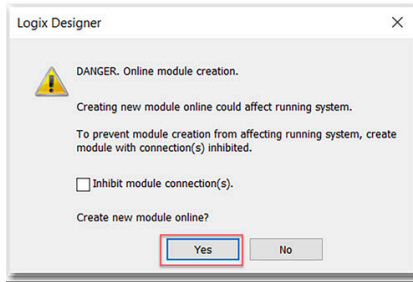 Logix Designer
DANGER. Online module creation.
Creating new module online could affect running system.
To prevent module creation from affecting running system, create
module with connection(s) inhibited.
Inhibit module connection(s).
Create new module online?
Yes No